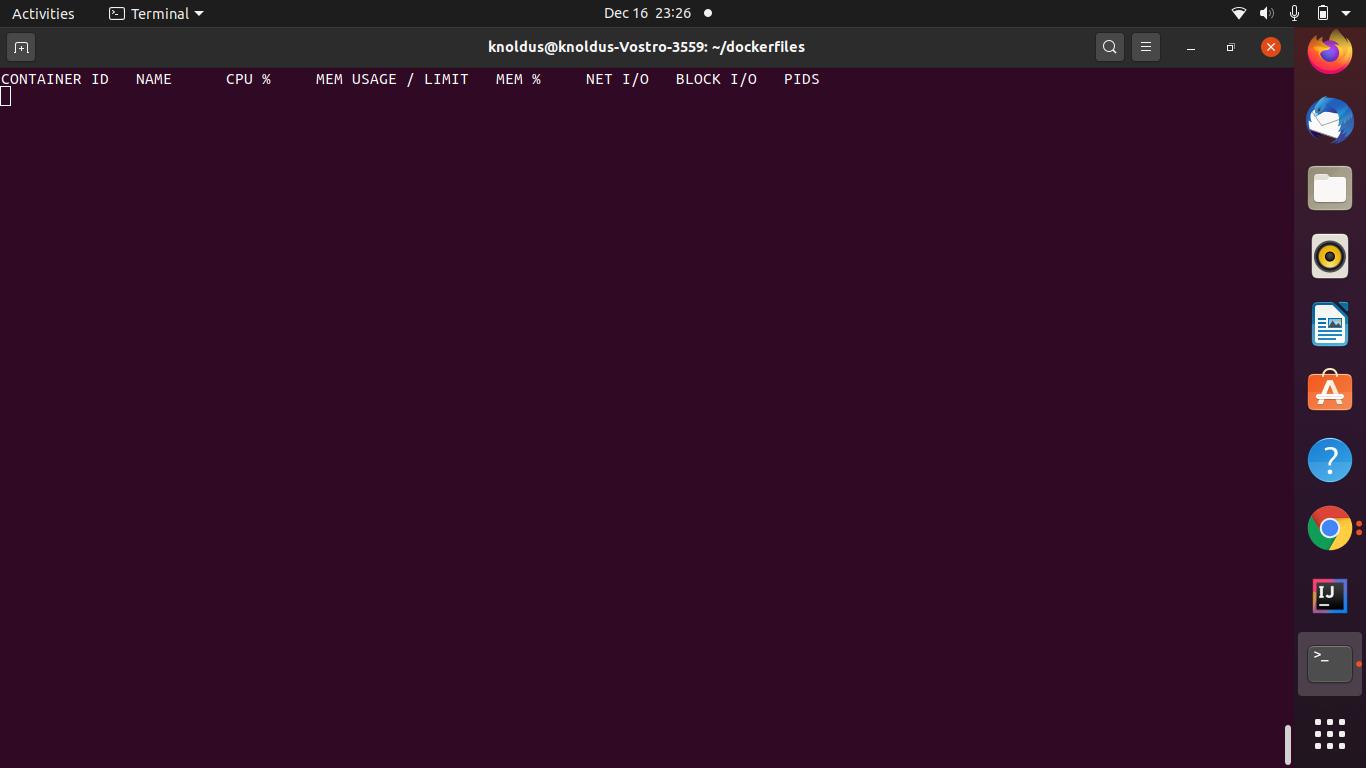 Activities Terminal Dec 16 23:26
knoldus@knoldus-Vostro-3559: ~/dockerfiles
CONTAINER ID NAME CPU % MEM USAGE / LIMIT MEM % NET I/O BLOCK I/O PIDS
A
?
IJ
>_